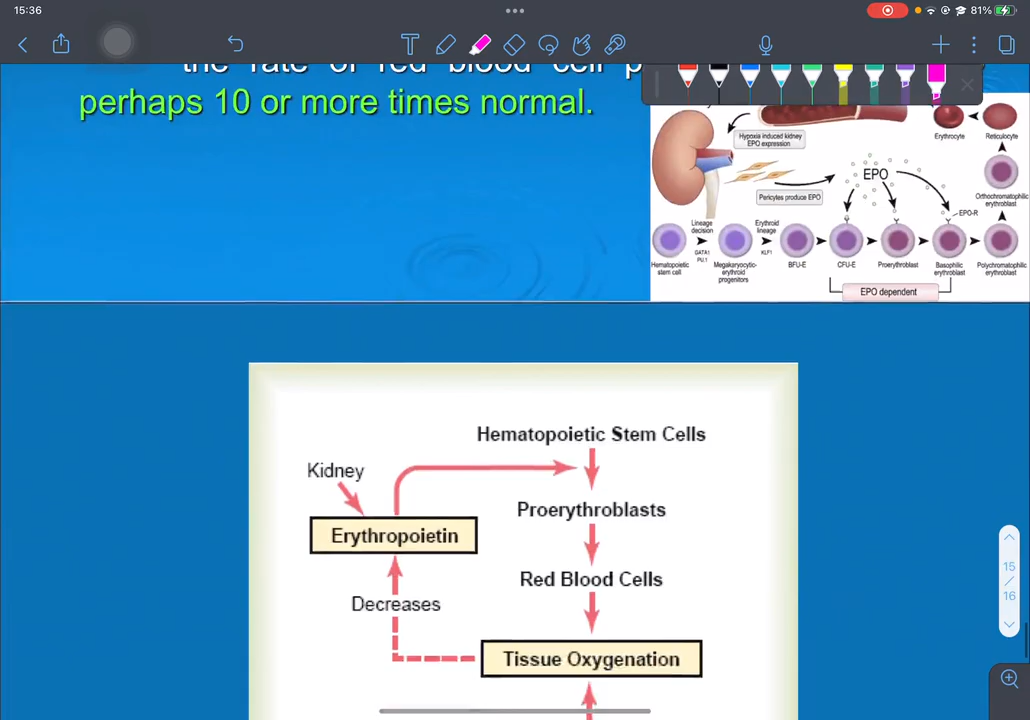 15:36
81%
T
the rate of red blood cell p
perhaps 10 or more times normal.
Hypoxia induced kidney
EPO expression
Erythrocyte
Reticulocyte
EPO
Pericytes produce EPO
Orthochromatophilic
erythroblast
EPO-R
Lineage
decision
Erythroid
lineage
GATA1
PU.1
KLF1
Hematopoietic
stem cell
Megakaryocytic-
erythroid
progenitors
BFU-E
CFU-E
Proerythroblast
Basophilic
erythroblast
Polychromatophilic
erythroblast
EPO dependent
Hematopoietic Stem Cells
Kidney
Proerythroblasts
Erythropoietin
Red Blood Cells
Decreases
Tissue Oxygenation
15
/
16